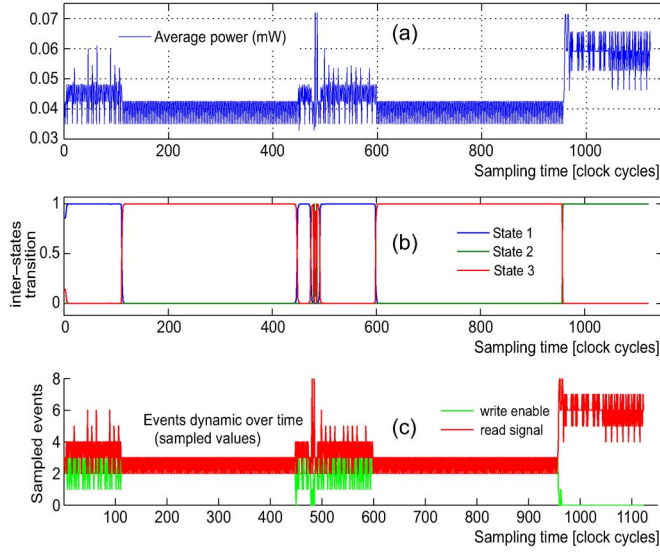 0.07
0.06
0.05
0.04
0.03
Average power (mW)
(a)
0 200 400 600 800 1000
Sampling time [clock cycles]
1
0.5
0
inter-states
transition
(b)
State 1
State 2
State 3
0 200 400 600 800 1000
Sampling time [clock cycles]
8
6
4
2
0
Sampled events
Events dynamic over time
(sampled values)
(c)
write enable
read signal
100 200 300 400 500 600 700 800 900 1000 1100
Sampling time [clock cycles]